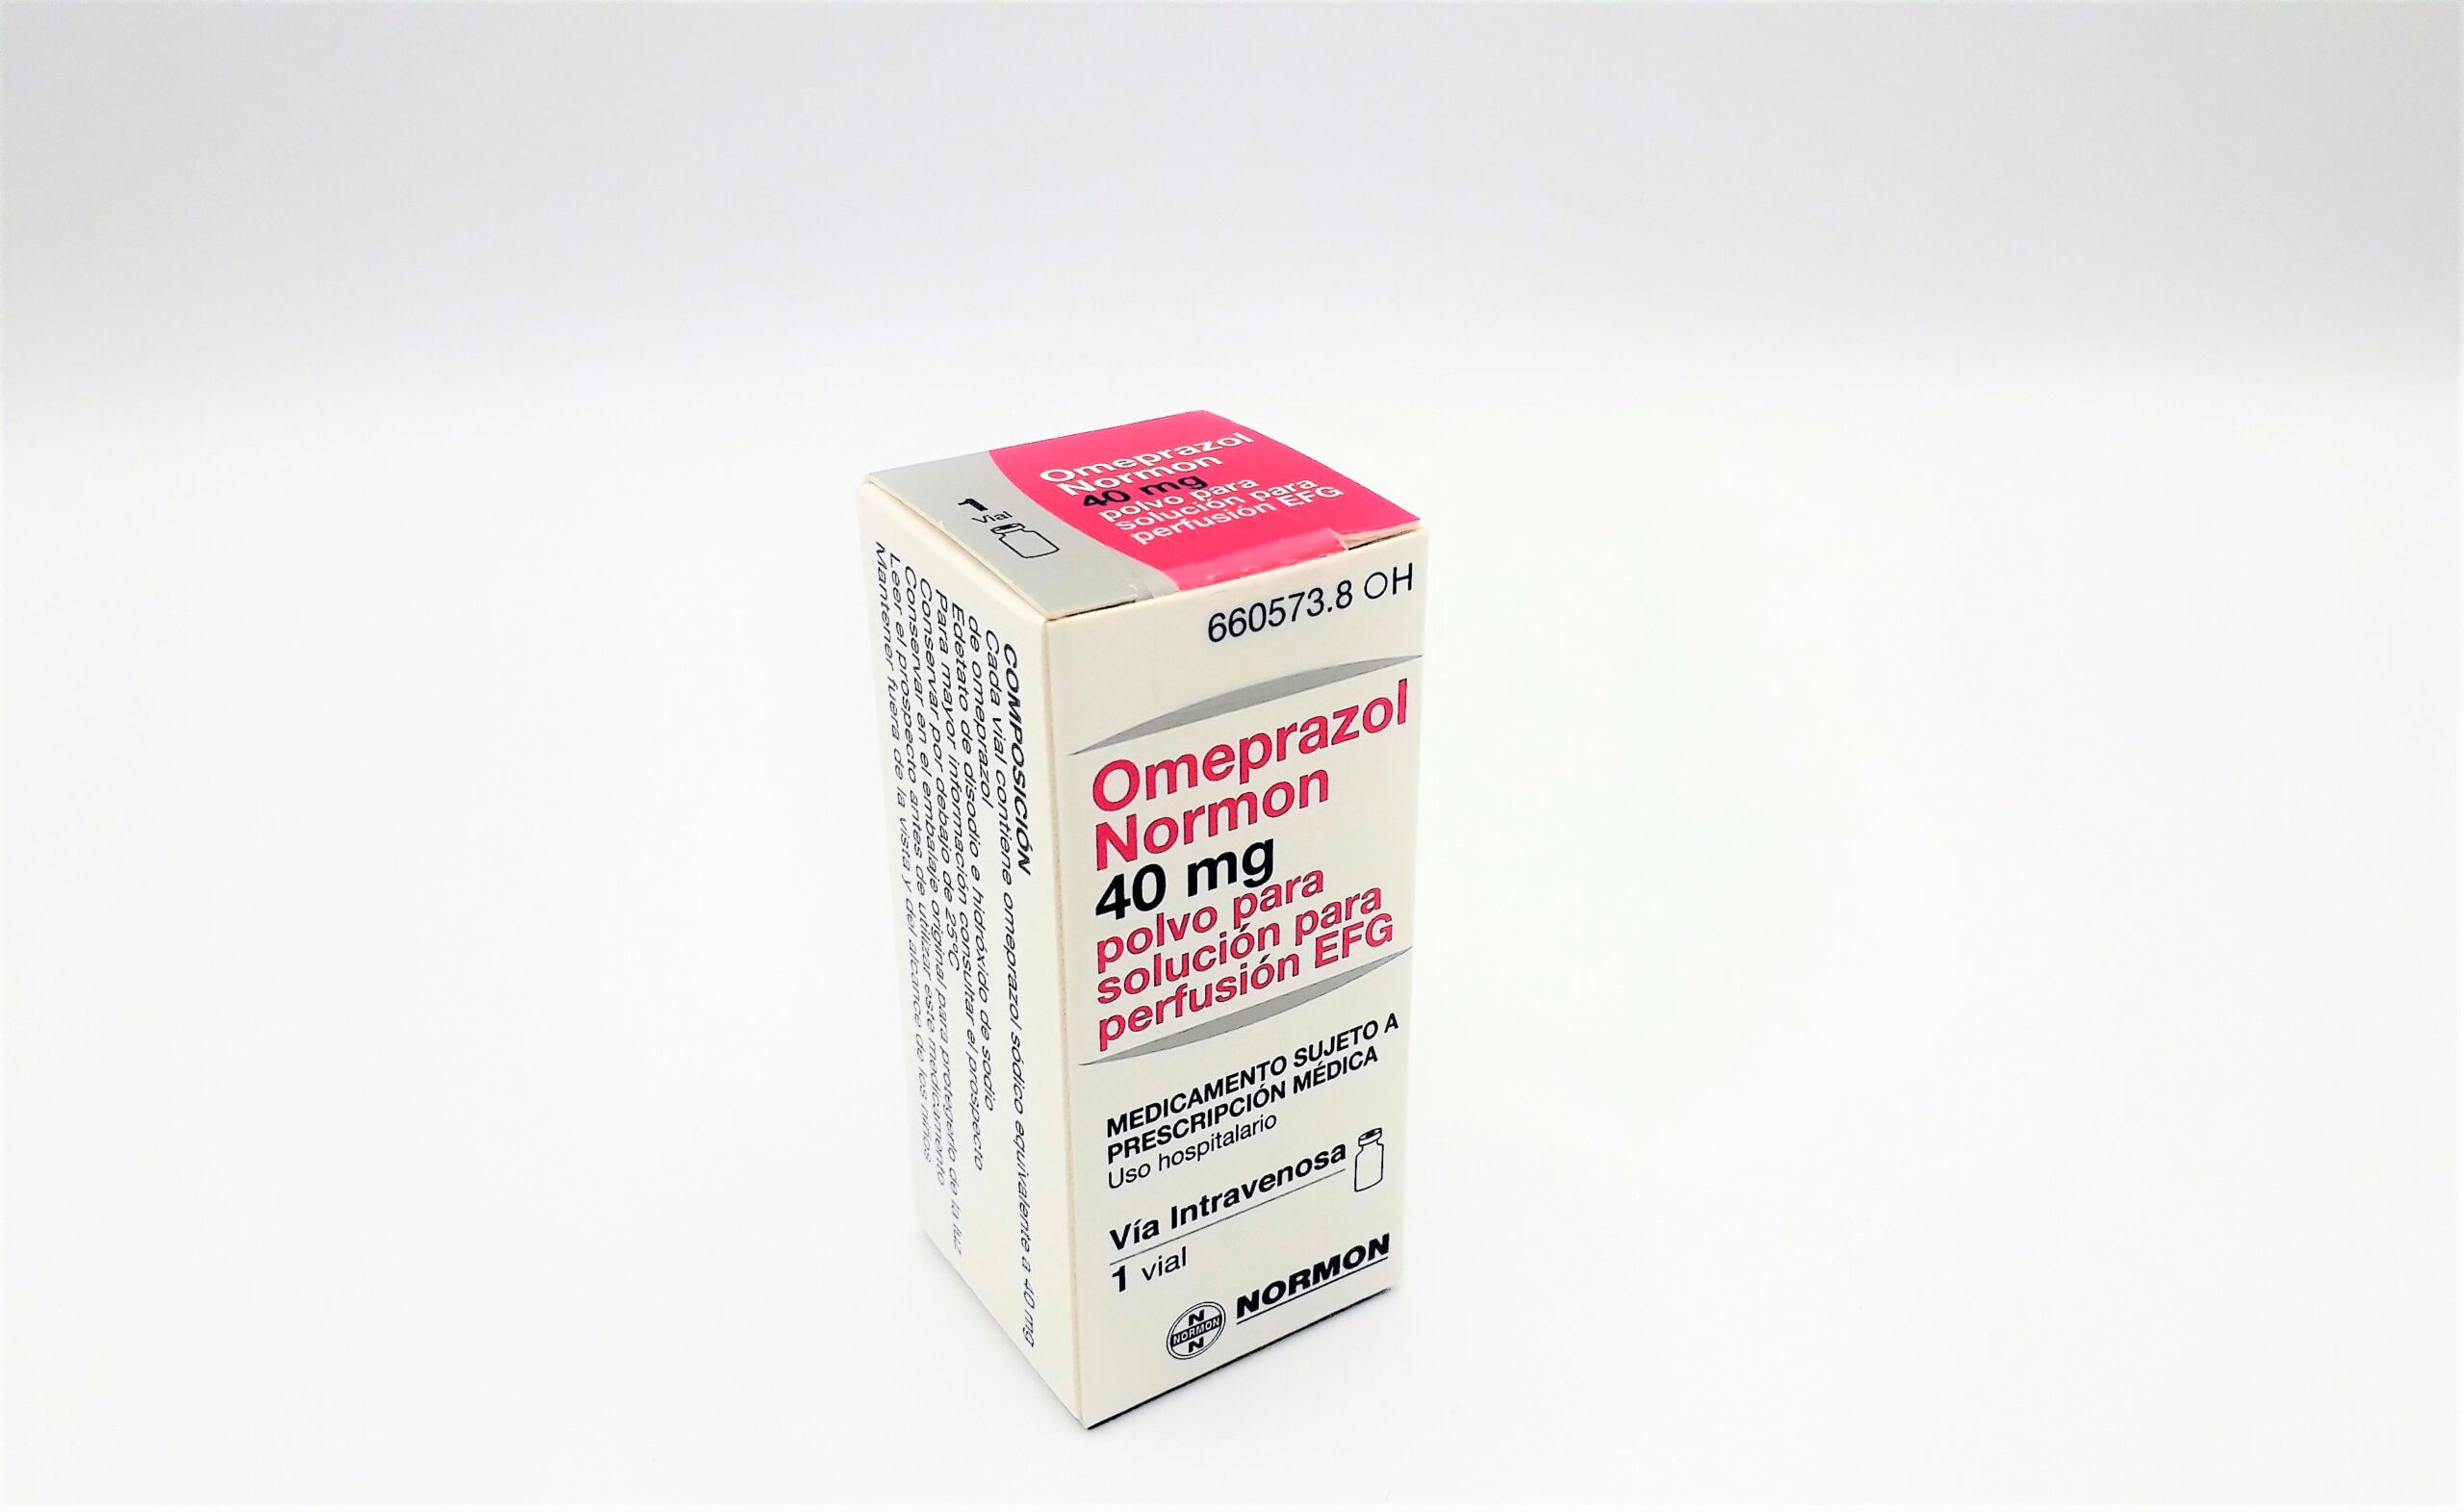 Omeprazol
Normon
40 mg
polvo para
solución para
perfusión EFG
1
vial
660573.8 OH
Omeprazol
Normon
40 mg
polvo para
solución para
perfusión EFG
MEDICAMENTO SUJETO A
PRESCRIPCIÓN MÉDICA
Uso hospitalario
Vía Intravenosa
1 vial
N
NORMON
N
NORMON
COMPOSICIÓN
Cada vial contiene omeprazol sódico equivalente a 40 mg
de omeprazol
Edetato de disodio e hidróxido de sodio
Para mayor información consultar el prospecto
Conservar por debajo de 25ºC
Conservar en el embalaje original para protegerlo de la luz
Leer el prospecto antes de utilizar este medicamento
Mantener fuera de la vista y del alcance de los niños